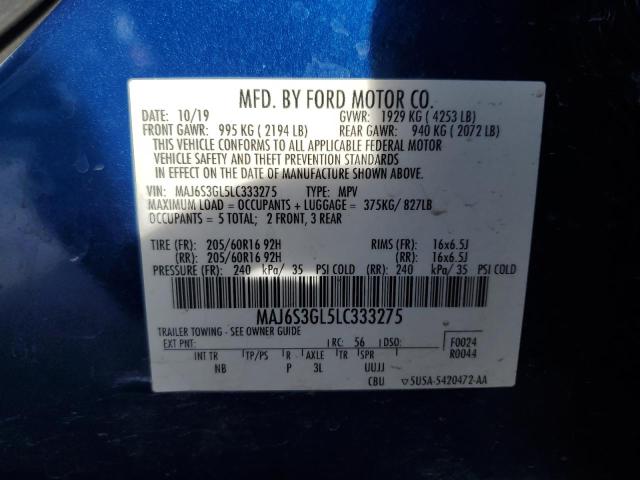 MFD. BY FORD MOTOR CO.
DATE: 10/19 GVWR: 1929 KG ( 4253 LB)
FRONT GAWR: 995 KG ( 2194 LB) REAR GAWR: 940 KG ( 2072 LB)
THIS VEHICLE CONFORMS TO ALL APPLICABLE FEDERAL MOTOR
VEHICLE SAFETY AND THEFT PREVENTION STANDARDS
IN EFFECT ON THE DATE OF MANUFACTURE SHOWN ABOVE.
VIN: MAJ6S3GL5LC333275 TYPE: MPV
MAXIMUM LOAD = OCCUPANTS + LUGGAGE = 375KG/ 827LB
OCCUPANTS = 5 TOTAL; 2 FRONT, 3 REAR
TIRE (FR): 205/60R16 92H RIMS (FR): 16x6.5J
(RR): 205/60R16 92H (RR): 16x6.5J
PRESSURE (FR): 240 kPa/ 35 PSI COLD (RR): 240 kPa/ 35 PSI COLD
MAJ6S3GL5LC333275
TRAILER TOWING - SEE OWNER GUIDE
EXT PNT: RC: 56 DSO: F0024
INT TR TP/PS R AXLE TR SPR R0044
NB P 3L UUJJ
CBU ▽5USA-5420472-AA